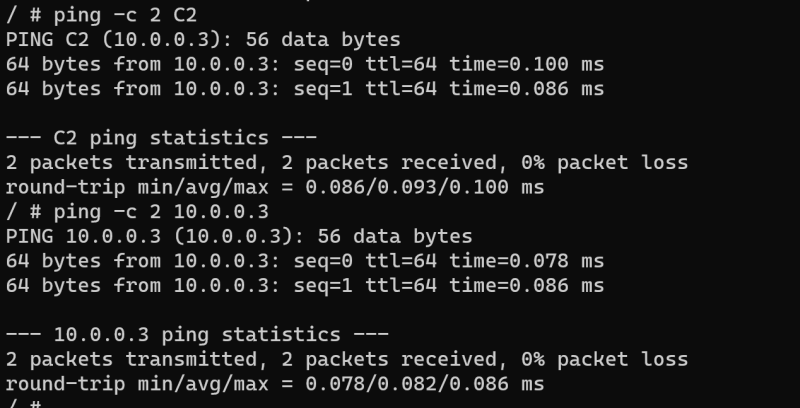 / # ping -c 2 C2
PING C2 (10.0.0.3): 56 data bytes
64 bytes from 10.0.0.3: seq=0 ttl=64 time=0.100 ms
64 bytes from 10.0.0.3: seq=1 ttl=64 time=0.086 ms
--- C2 ping statistics ---
2 packets transmitted, 2 packets received, 0% packet loss
round-trip min/avg/max = 0.086/0.093/0.100 ms
/ # ping -c 2 10.0.0.3
PING 10.0.0.3 (10.0.0.3): 56 data bytes
64 bytes from 10.0.0.3: seq=0 ttl=64 time=0.078 ms
64 bytes from 10.0.0.3: seq=1 ttl=64 time=0.086 ms
--- 10.0.0.3 ping statistics ---
2 packets transmitted, 2 packets received, 0% packet loss
round-trip min/avg/max = 0.078/0.082/0.086 ms
/ #